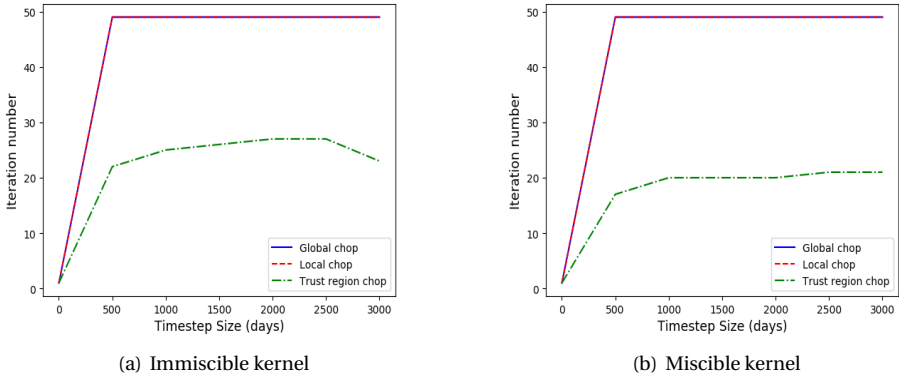 50
40
30
20
10
0
Iteration number
Global chop
Local chop
Trust region chop
0 500 1000 1500 2000 2500 3000
Timestep Size (days)
(a) Immiscible kernel
50
40
30
20
10
0
Iteration number
Global chop
Local chop
Trust region chop
0 500 1000 1500 2000 2500 3000
Timestep Size (days)
(b) Miscible kernel